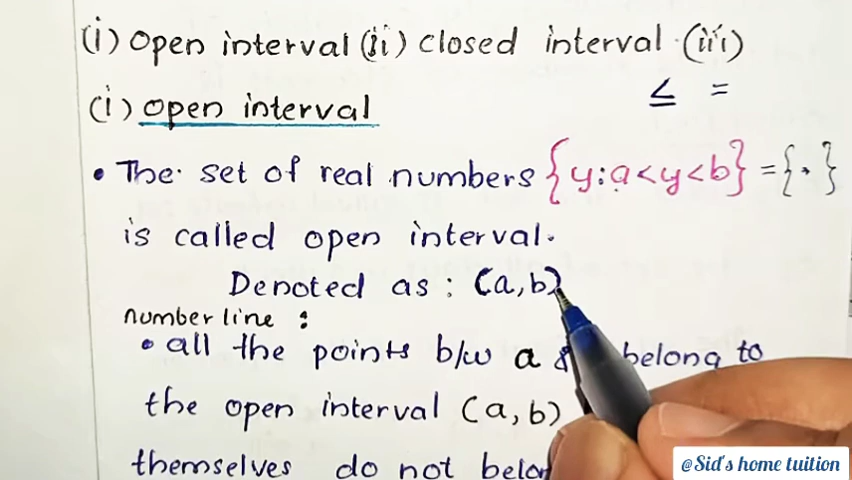 (i) Open interval (ii) closed interval (iii)
≤ =
(i) open interval
• The set of real numbers {y:a<y<b} = { • }
is called open interval.
Denoted as : (a,b)
number line :
• all the points b/w a & belong to
the open interval (a,b)
themselves do not
@Sid's home tuition